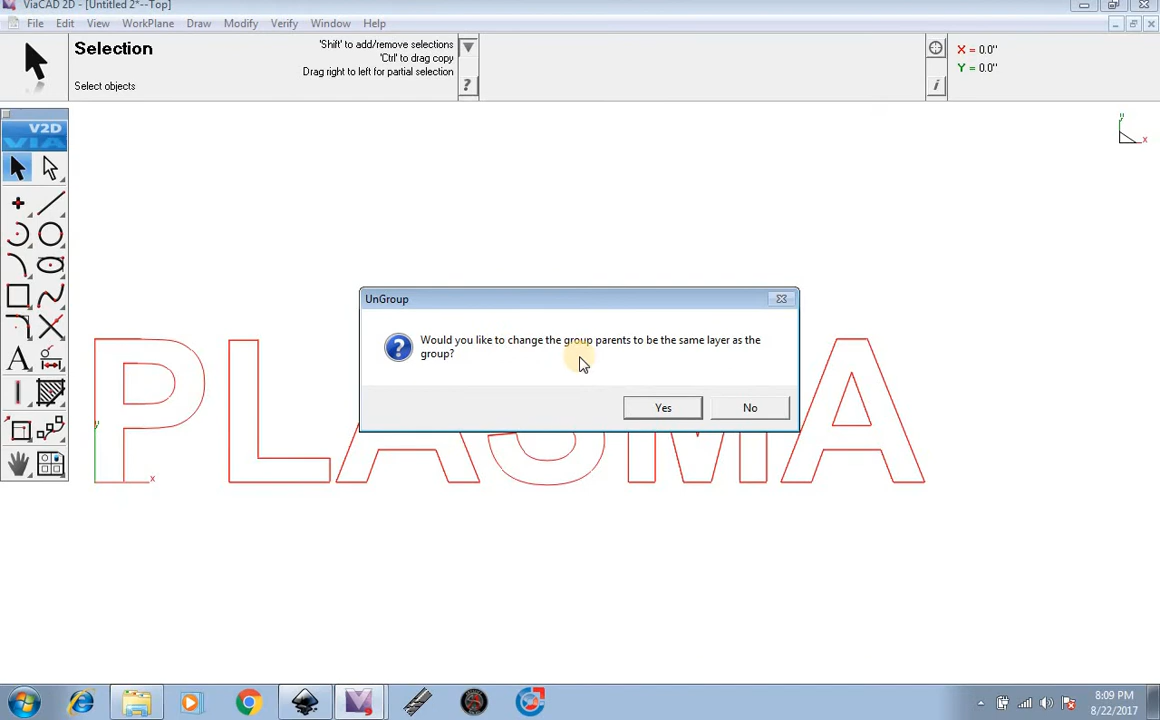 ViaCAD 2D - [Untitled 2*--Top]
File Edit View WorkPlane Draw Modify Verify Window Help
Selection
'Shift' to add/remove selections
'Ctrl' to drag copy
Drag right to left for partial selection
Select objects
?
i
X = 0.0"
Y = 0.0"
V2D
VIA
y
x
UnGroup
Would you like to change the group parents to be the same layer as the
group?
Yes No
PLASMA
y
x
A
8:09 PM
8/22/2017